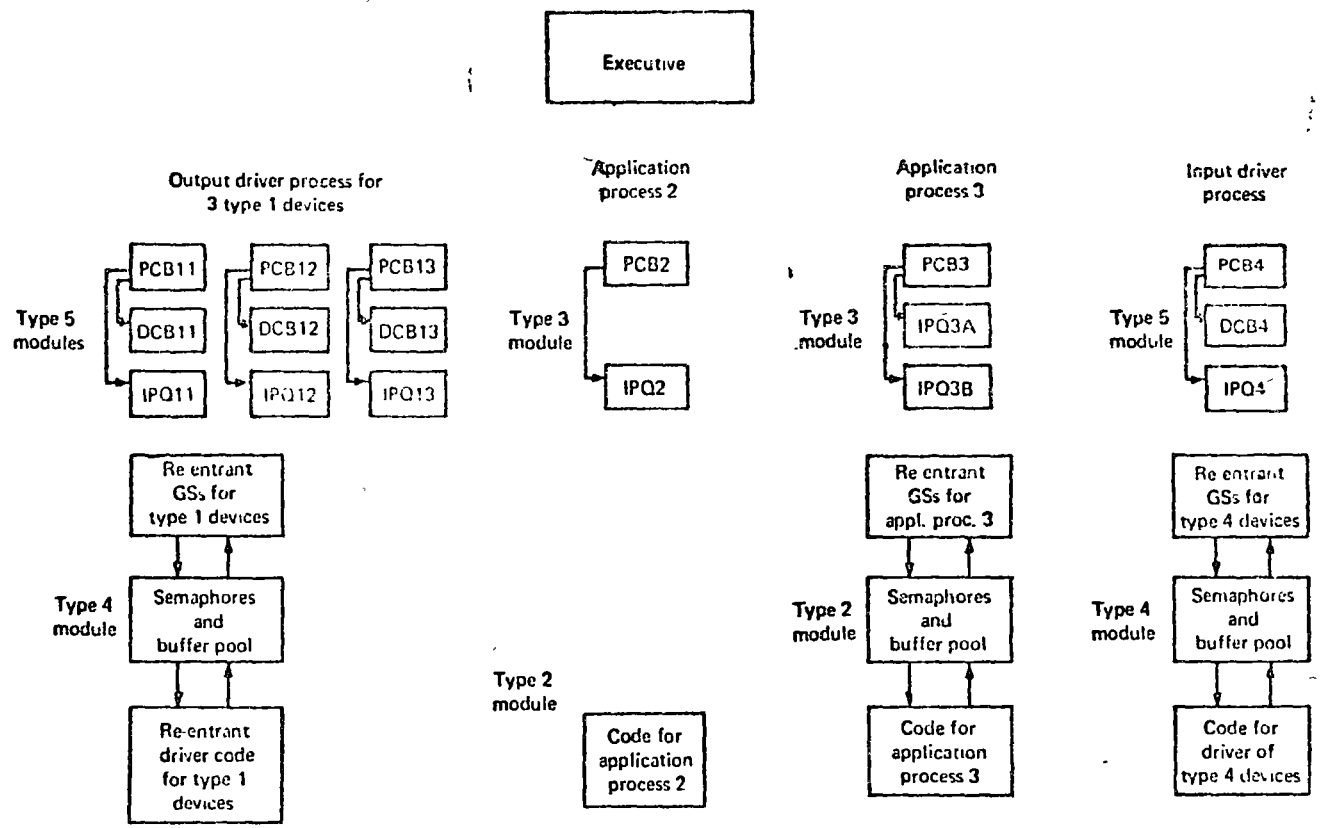 Executive
Output driver process for
3 type 1 devices
Application
process 2
Application
process 3
Input driver
process
Type 5
modules
PCB11
DCB11
IPQ11
PCB12
DCB12
IPQ12
PCB13
DCB13
IPQ13
Type 3
module
PCB2
IPQ2
Type 3
module
PCB3
IPQ3A
IPQ3B
Type 5
module
PCB4
DCB4
IPQ4
Type 4
module
Re entrant
GSs for
type 1 devices
Semaphores
and
buffer pool
Re-entrant
driver code
for type 1
devices
Type 2
module
Code for
application
process 2
Type 2
module
Re entrant
GSs for
appl. proc. 3
Semaphores
and
buffer pool
Code for
application
process 3
Type 4
module
Re entrant
GSs for
type 4 devices
Semaphores
and
buffer pool
Code for
driver of
type 4 devices